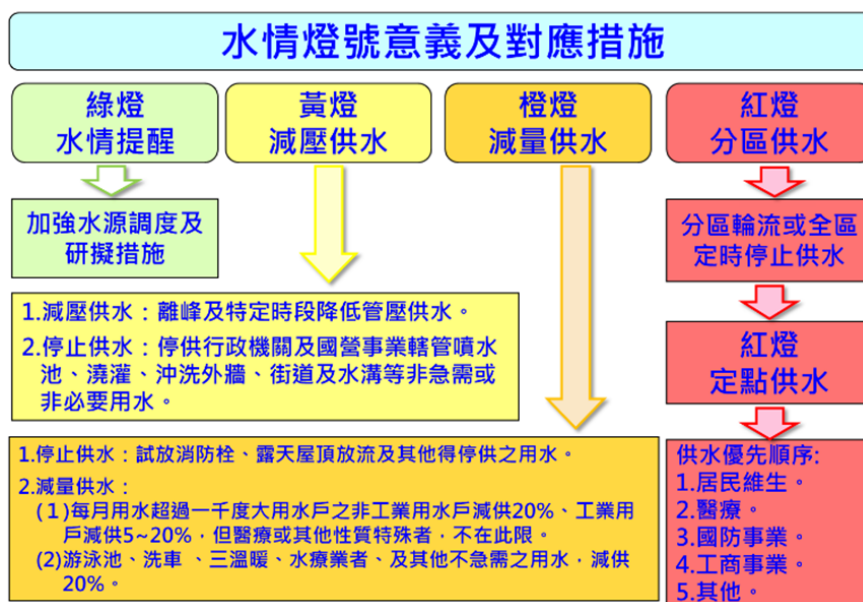 水情燈號意義及對應措施
綠燈
水情提醒
黃燈
減壓供水
橙燈
減量供水
紅燈
分區供水
加強水源調度及
研擬措施
分區輪流或全區
定時停止供水
1.減壓供水：離峰及特定時段降低管壓供水。
2.停止供水：停供行政機關及國營事業轄管噴水
池、澆灌、沖洗外牆、街道及水溝等非急需或
非必要用水。
紅燈
定點供水
1.停止供水：試放消防栓、露天屋頂放流及其他得停供之用水。
2.減量供水：
(1)每月用水超過一千度大用水戶之非工業用水戶減供20%、工業用
戶減供5~20%，但醫療或其他性質特殊者，不在此限。
(2)游泳池、洗車 、三溫暖、水療業者、及其他不急需之用水，減供
20%。
供水優先順序:
1.居民維生。
2.醫療。
3.國防事業。
4.工商事業。
5.其他。